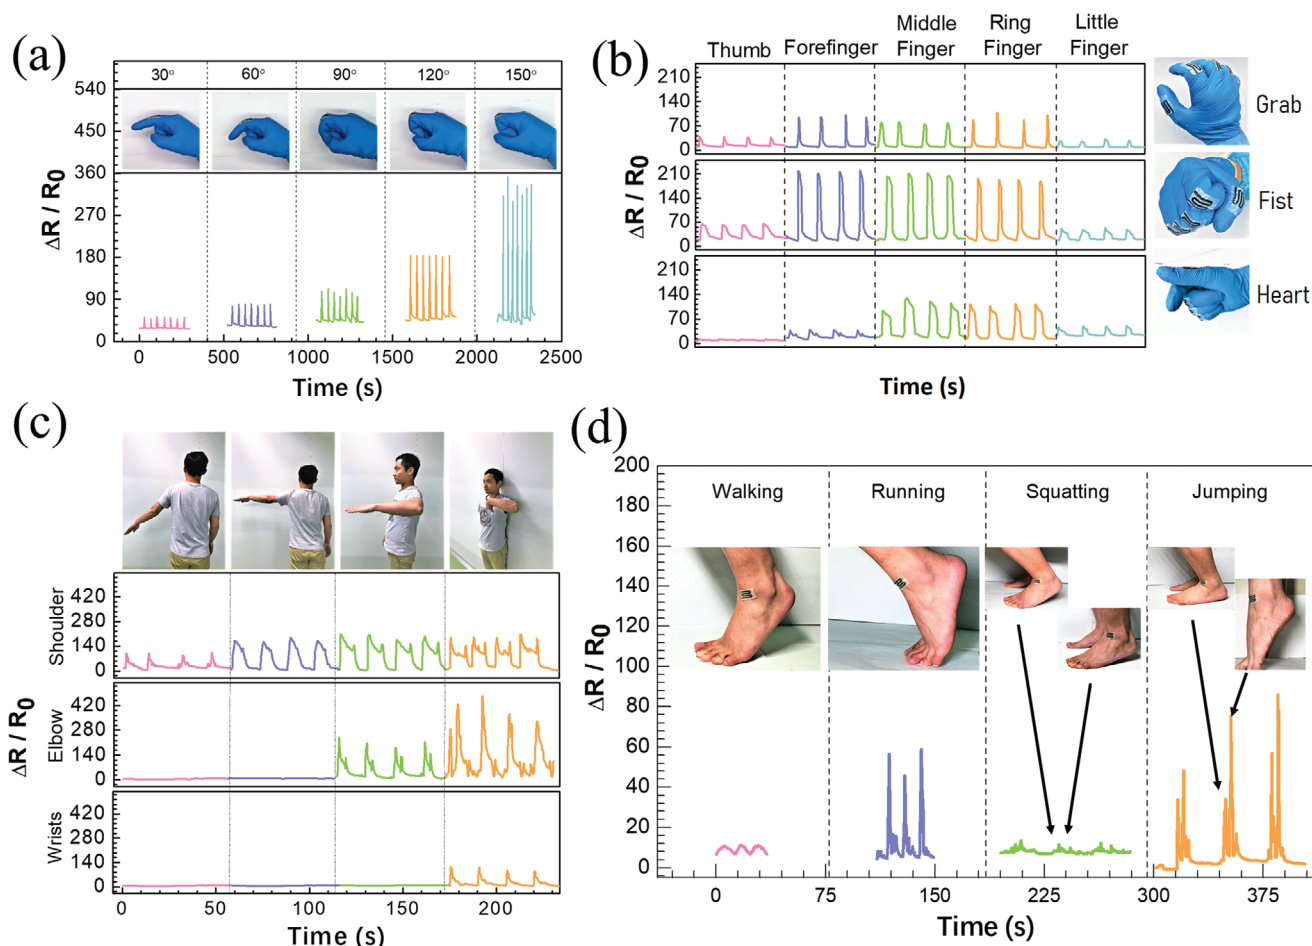 (a)
30° 60° 90° 120° 150°
540
450
360
270
180
90
0
ΔR / R0
0 500 1000 1500 2000 2500
Time (s)
(b)
Thumb Forefinger Middle Finger Ring Finger Little Finger
210
140
70
0
Grab
210
140
70
0
Fist
210
140
70
0
Heart
ΔR / R0
Time (s)
(c)
Shoulder
420
280
140
0
Elbow
420
280
140
0
Wrists
420
280
140
0
ΔR / R0
0 50 100 150 200
Time (s)
(d)
Walking Running Squatting Jumping
200
180
160
140
120
100
80
60
40
20
0
ΔR / R0
0 75 150 225 300 375
Time (s)